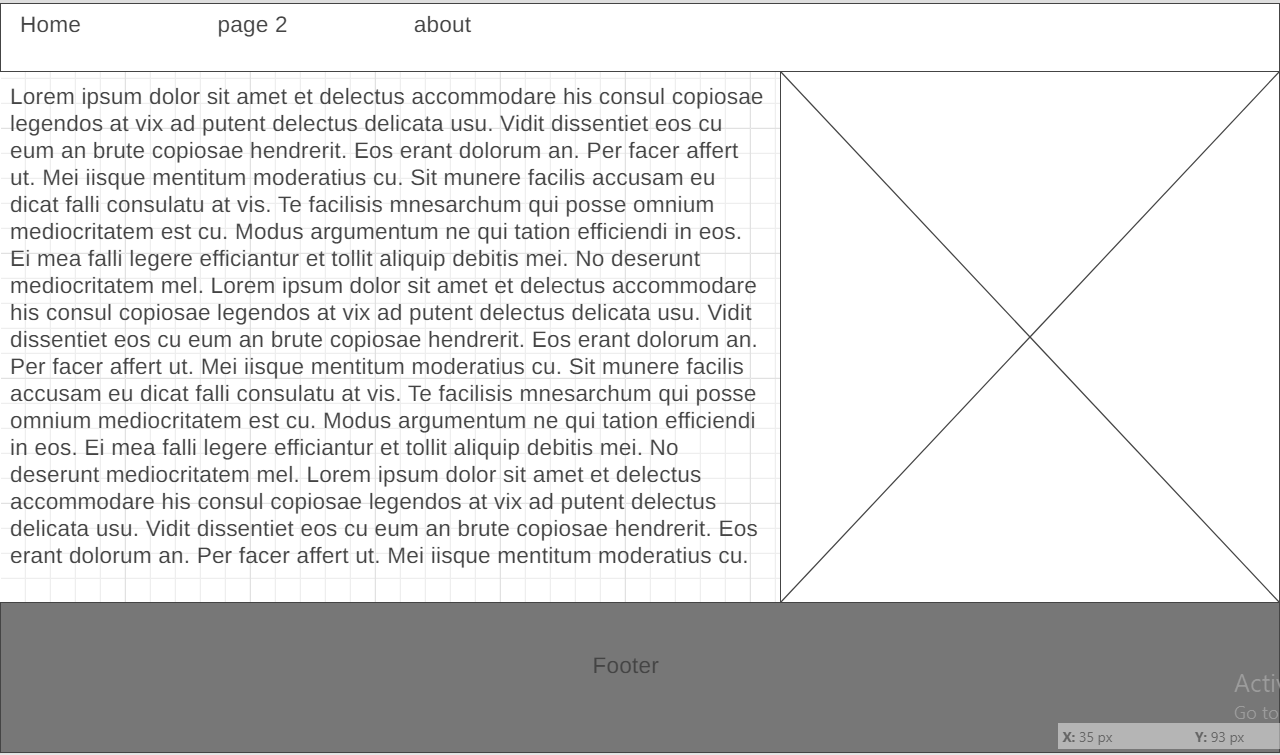 Home page 2 about
Lorem ipsum dolor sit amet et delectus accommodare his consul copiosae
legendos at vix ad putent delectus delicata usu. Vidit dissentiet eos cu
eum an brute copiosae hendrerit. Eos erant dolorum an. Per facer affert
ut. Mei iisque mentitum moderatius cu. Sit munere facilis accusam eu
dicat falli consulatu at vis. Te facilisis mnesarchum qui posse omnium
mediocritatem est cu. Modus argumentum ne qui tation efficiendi in eos.
Ei mea falli legere efficiantur et tollit aliquip debitis mei. No deserunt
mediocritatem mel. Lorem ipsum dolor sit amet et delectus accommodare
his consul copiosae legendos at vix ad putent delectus delicata usu. Vidit
dissentiet eos cu eum an brute copiosae hendrerit. Eos erant dolorum an.
Per facer affert ut. Mei iisque mentitum moderatius cu. Sit munere facilis
accusam eu dicat falli consulatu at vis. Te facilisis mnesarchum qui posse
omnium mediocritatem est cu. Modus argumentum ne qui tation efficiendi
in eos. Ei mea falli legere efficiantur et tollit aliquip debitis mei. No
deserunt mediocritatem mel. Lorem ipsum dolor sit amet et delectus
accommodare his consul copiosae legendos at vix ad putent delectus
delicata usu. Vidit dissentiet eos cu eum an brute copiosae hendrerit. Eos
erant dolorum an. Per facer affert ut. Mei iisque mentitum moderatius cu.
Footer
Go to
X: 35 px Y: 93 px